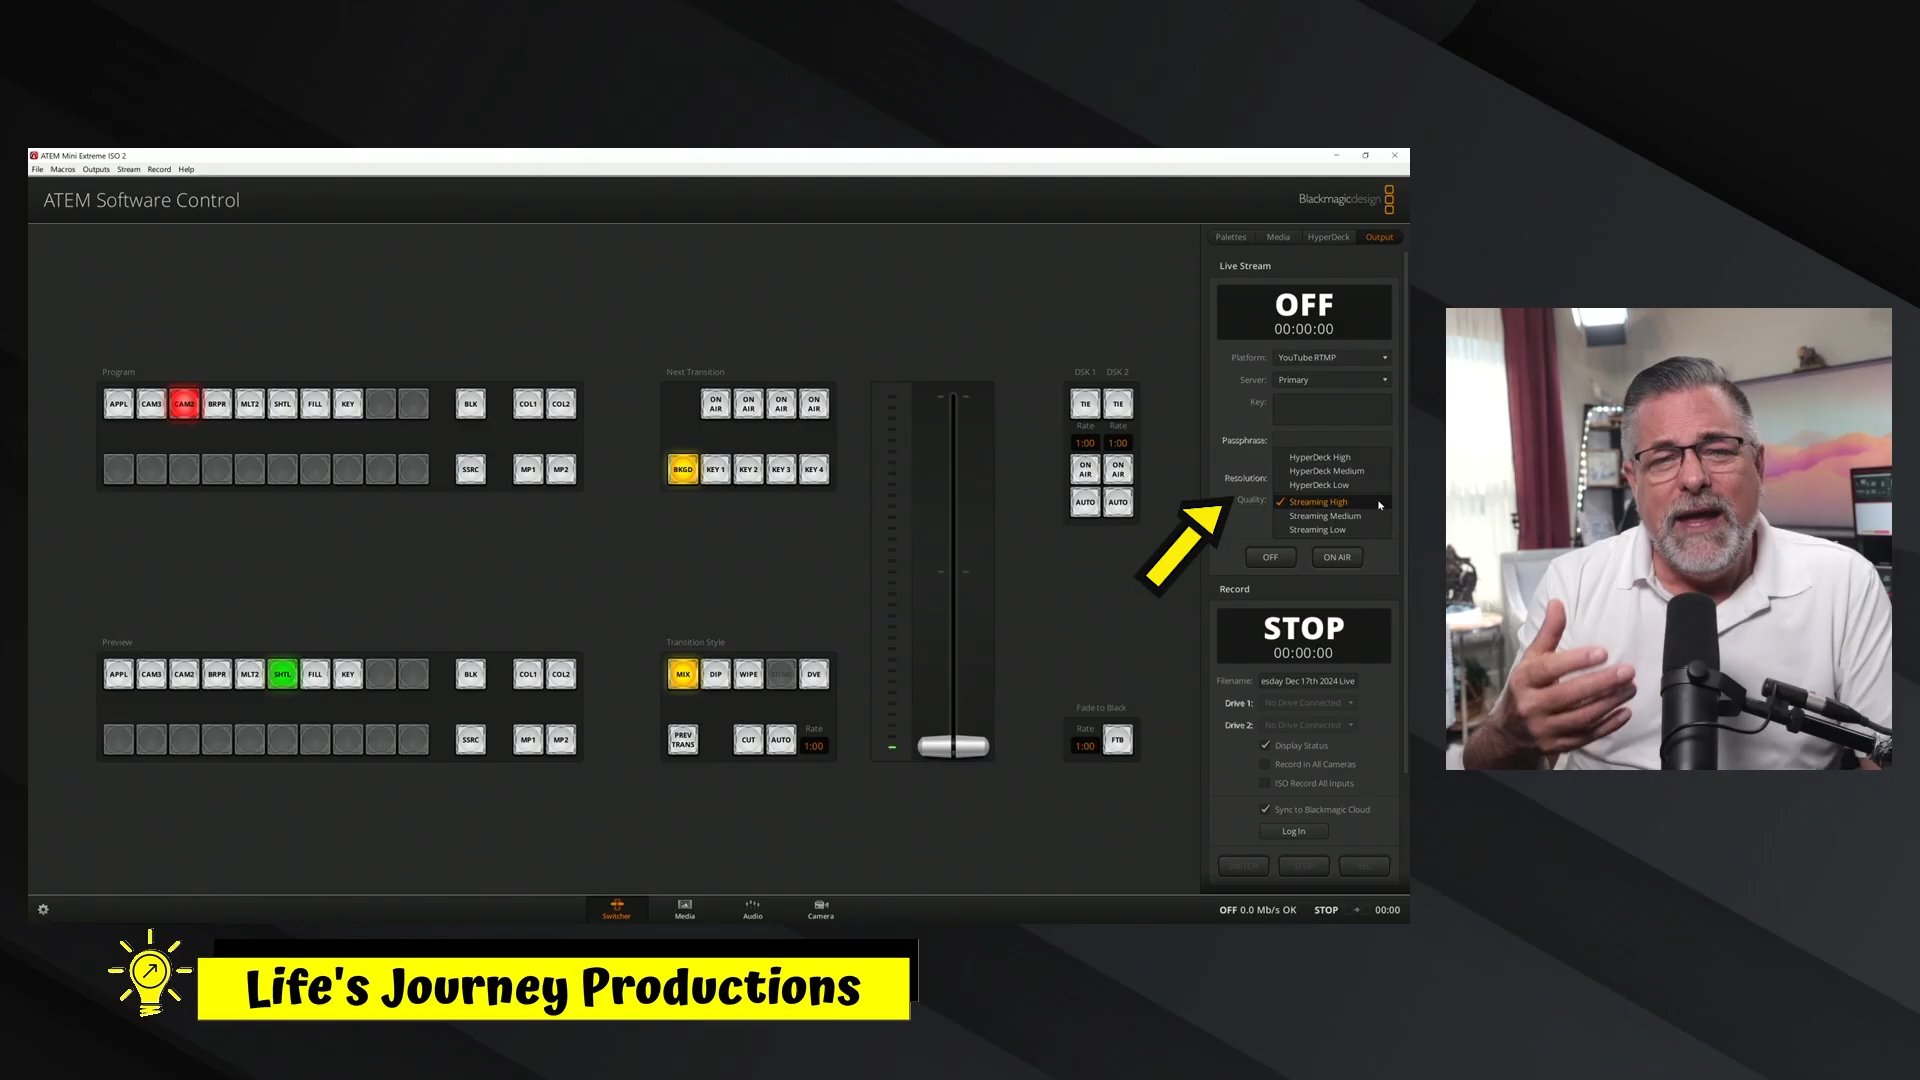 ATEM Mini Extreme ISO 2
File Macros Outputs Stream Record Help
ATEM Software Control
Blackmagicdesign
Palettes Media HyperDeck Output
Live Stream
OFF
00:00:00
Platform: YouTube RTMP
Server: Primary
Key:
Passphrase:
HyperDeck High
HyperDeck Medium
Resolution:
HyperDeck Low
Quality:
Streaming High
Streaming Medium
Streaming Low
OFF ON AIR
Record
STOP
00:00:00
Filename: esday Dec 17th 2024 Live
Drive 1: No Drive Connected
Drive 2: No Drive Connected
Display Status
Record in All Cameras
ISO Record All Inputs
Sync to Blackmagic Cloud
Log In
SWITCH STOP REC
Program
APPL CAM3 CAM2 BRPR MLT2 SHTL FILL KEY BLK COL1 COL2
SSRC MP1 MP2
Next Transition
ON AIR ON AIR ON AIR ON AIR
BKGD KEY 1 KEY 2 KEY 3 KEY 4
DSK 1 DSK 2
TIE TIE
Rate Rate
1:00 1:00
ON AIR ON AIR
AUTO AUTO
Preview
APPL CAM3 CAM2 BRPR MLT2 SHTL FILL KEY BLK COL1 COL2
SSRC MP1 MP2
Transition Style
MIX DIP WIPE STING DVE
PREV TRANS CUT AUTO Rate 1:00
Fade to Black
Rate
1:00 FTB
Switcher Media Audio Camera
OFF 0.0 Mb/s OK STOP 00:00
Life's Journey Productions